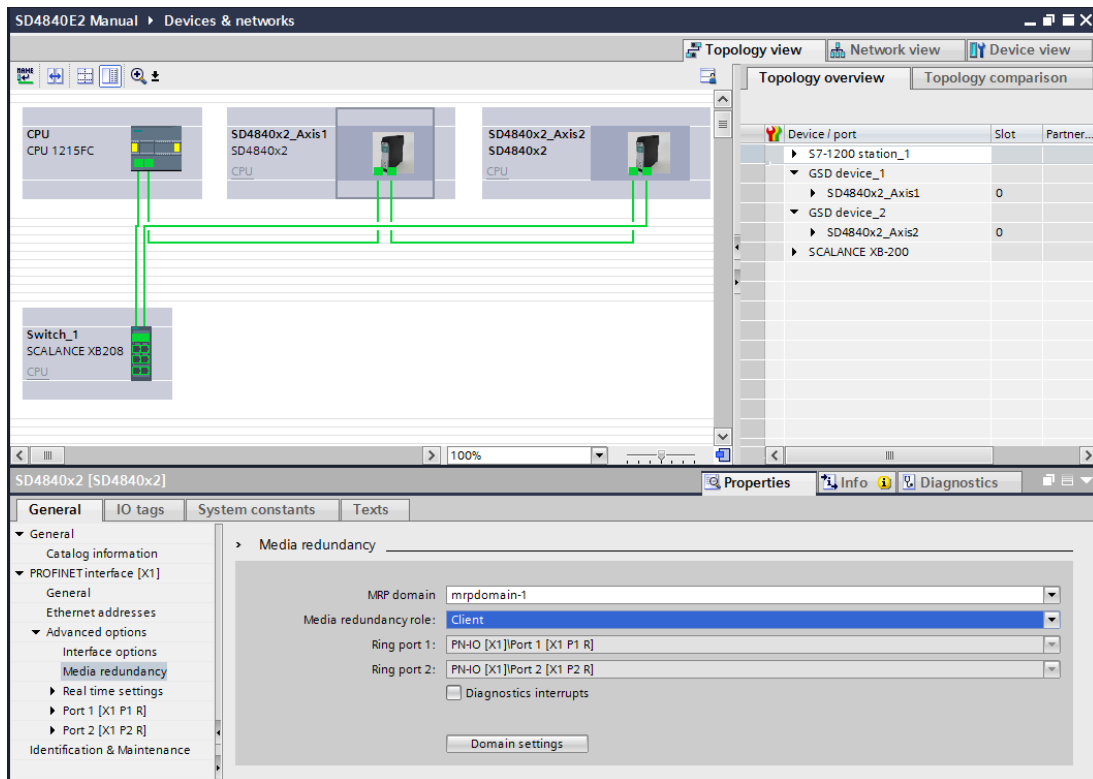 SD4840E2 Manual ▸ Devices & networks
Topology view
Network view
Device view
Topology overview
Topology comparison
CPU
CPU 1215FC
SD4840x2_Axis1
SD4840x2
CPU
SD4840x2_Axis2
SD4840x2
CPU
Switch_1
SCALANCE XB208
CPU
Device / port Slot Partner...
S7-1200 station_1
GSD device_1
SD4840x2_Axis1 0
GSD device_2
SD4840x2_Axis2 0
SCALANCE XB-200
100%
SD4840x2 [SD4840x2]
Properties
Info
Diagnostics
General
IO tags
System constants
Texts
General
Catalog information
PROFINET interface [X1]
General
Ethernet addresses
Advanced options
Interface options
Media redundancy
Real time settings
Port 1 [X1 P1 R]
Port 2 [X1 P2 R]
Identification & Maintenance
Media redundancy
MRP domain mrpdomain-1
Media redundancy role: Client
Ring port 1: PN-IO [X1]\Port 1 [X1 P1 R]
Ring port 2: PN-IO [X1]\Port 2 [X1 P2 R]
Diagnostics interrupts
Domain settings